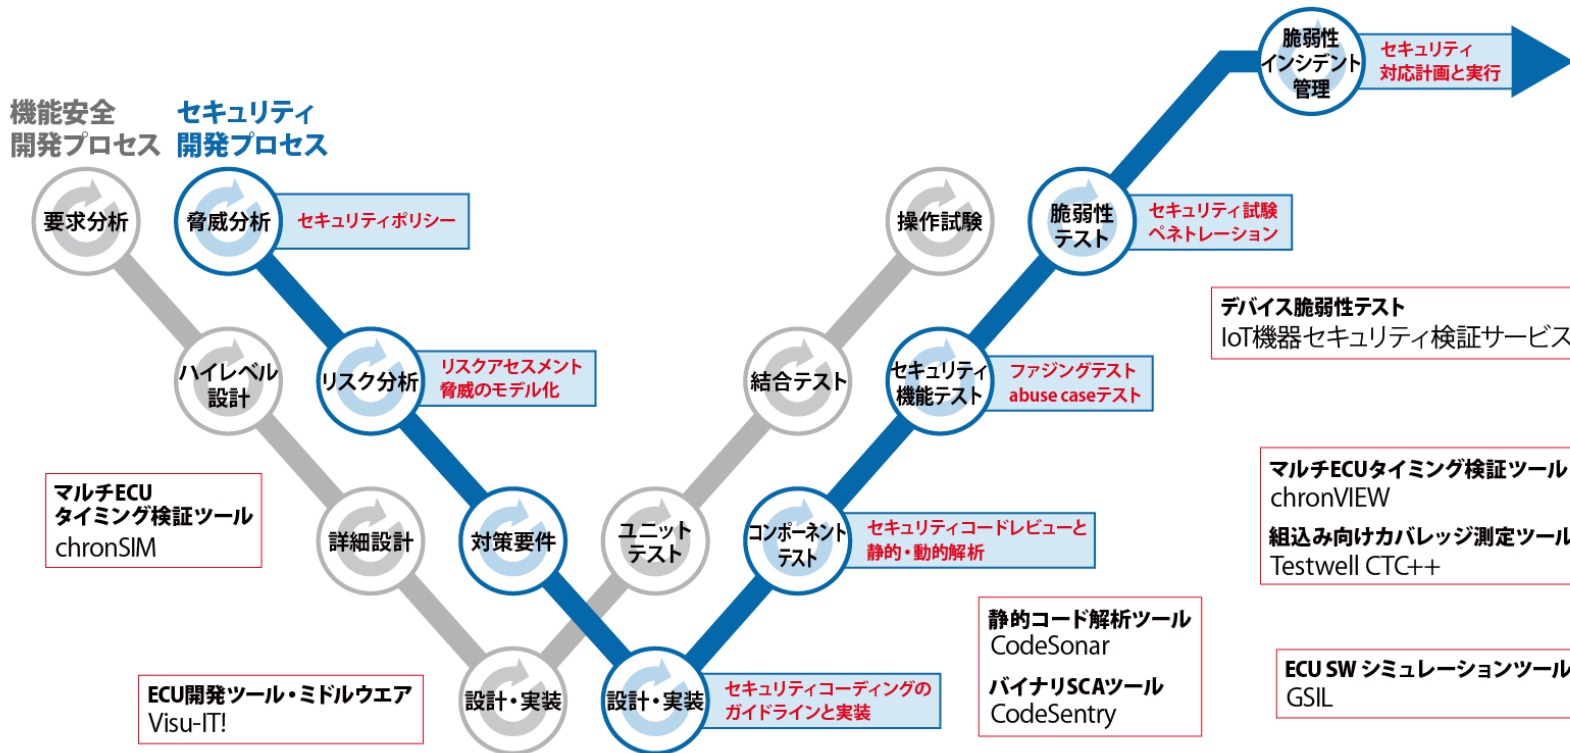 脆弱性
インシデント
管理
セキュリティ
対応計画と実行
機能安全
開発プロセス
セキュリティ
開発プロセス
要求分析
脅威分析
セキュリティポリシー
操作試験
脆弱性
テスト
セキュリティ試験
ペネトレーション
デバイス脆弱性テスト
IoT機器セキュリティ検証サービス
ハイレベル
設計
リスク分析
リスクアセスメント
脅威のモデル化
結合テスト
セキュリティ
機能テスト
ファジングテスト
abuse caseテスト
マルチECU
タイミング検証ツール
chronSIM
詳細設計
対策要件
ユニット
テスト
コンポーネント
テスト
セキュリティコードレビューと
静的・動的解析
マルチECUタイミング検証ツール
chronVIEW
組込み向けカバレッジ測定ツール
Testwell CTC++
ECU開発ツール・ミドルウエア
Visu-IT!
設計・実装
設計・実装
セキュリティコーディングの
ガイドラインと実装
静的コード解析ツール
CodeSonar
バイナリSCAツール
CodeSentry
ECU SW シミュレーションツール
GSIL